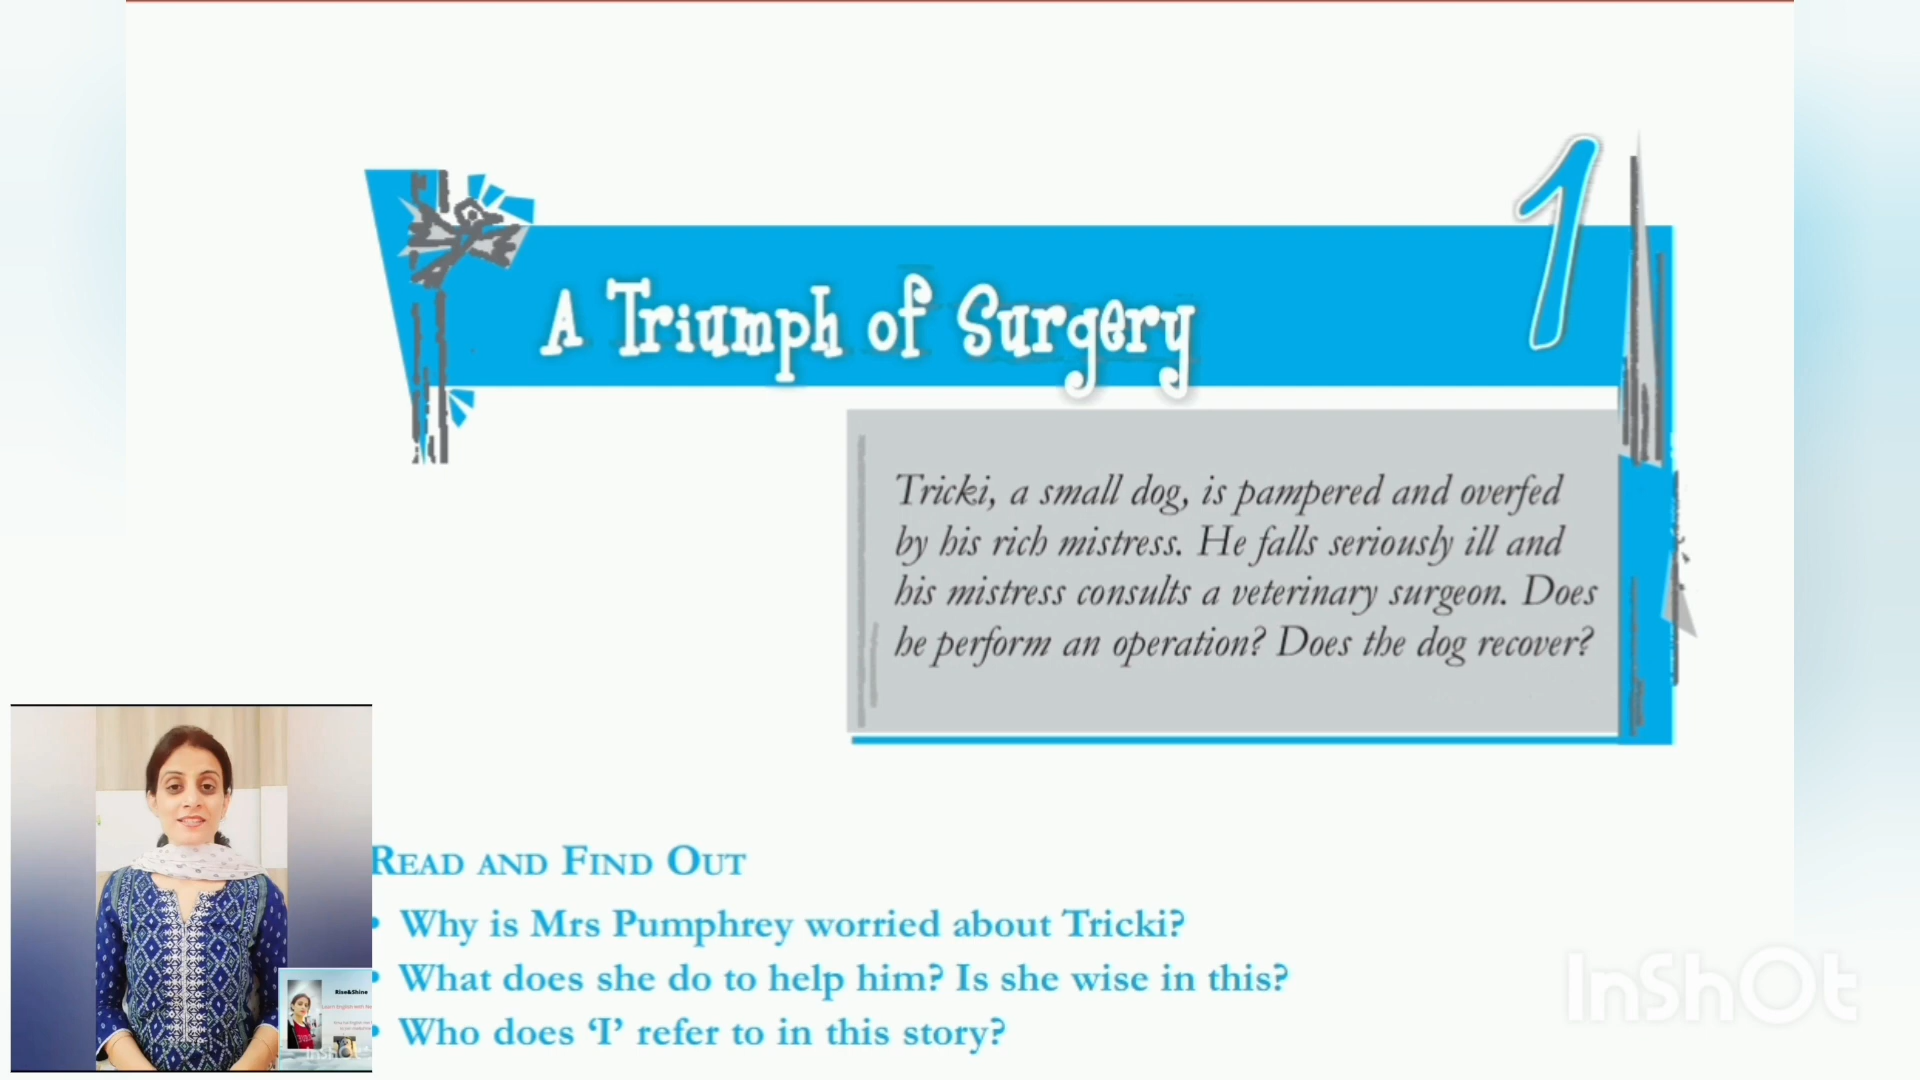 1
A Triumph of Surgery
Tricki, a small dog, is pampered and overfed
by his rich mistress. He falls seriously ill and
his mistress consults a veterinary surgeon. Does
he perform an operation? Does the dog recover?
READ AND FIND OUT
• Why is Mrs Pumphrey worried about Tricki?
• What does she do to help him? Is she wise in this?
• Who does ‘I’ refer to in this story?
Rise&Shine
InShOt
InShOt